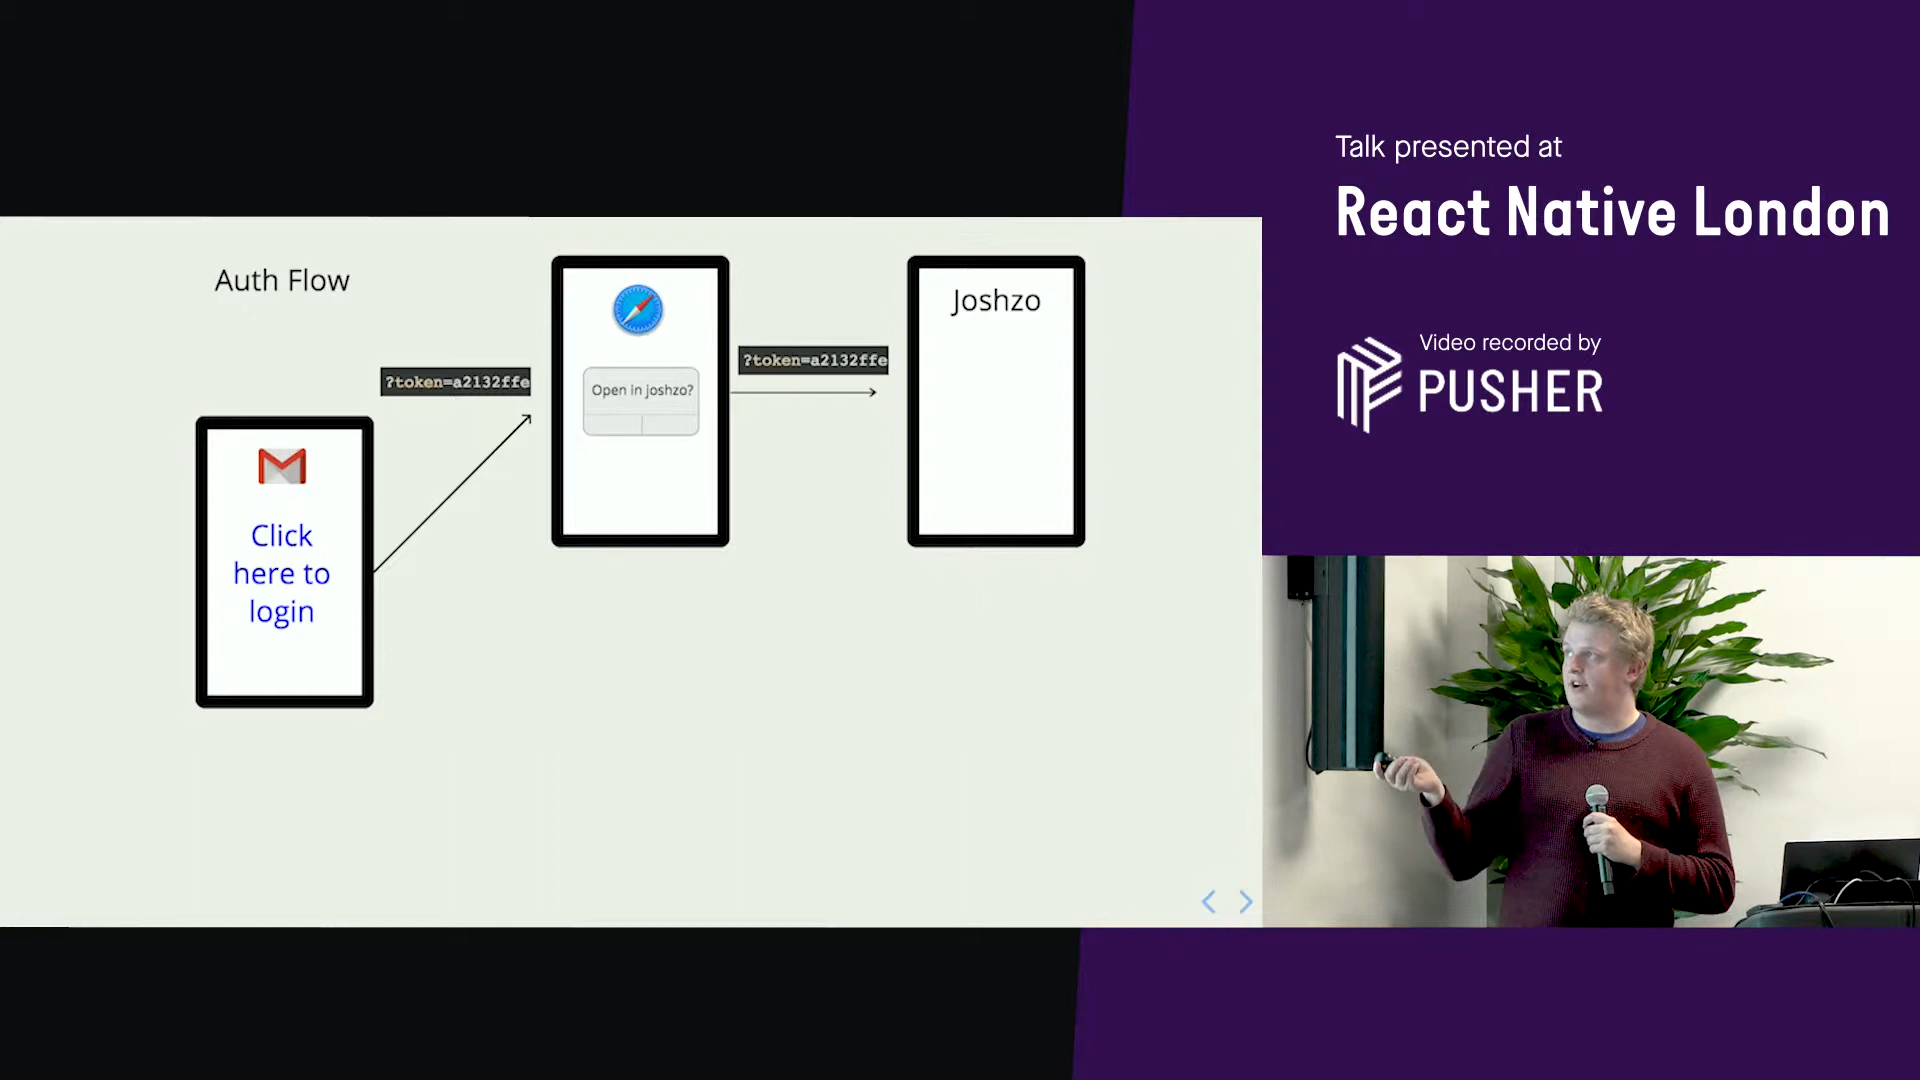 Talk presented at
React Native London
Video recorded by
PUSHER
Auth Flow
?token=a2132ffe
Click
here to
login
Open in joshzo?
?token=a2132ffe
Joshzo